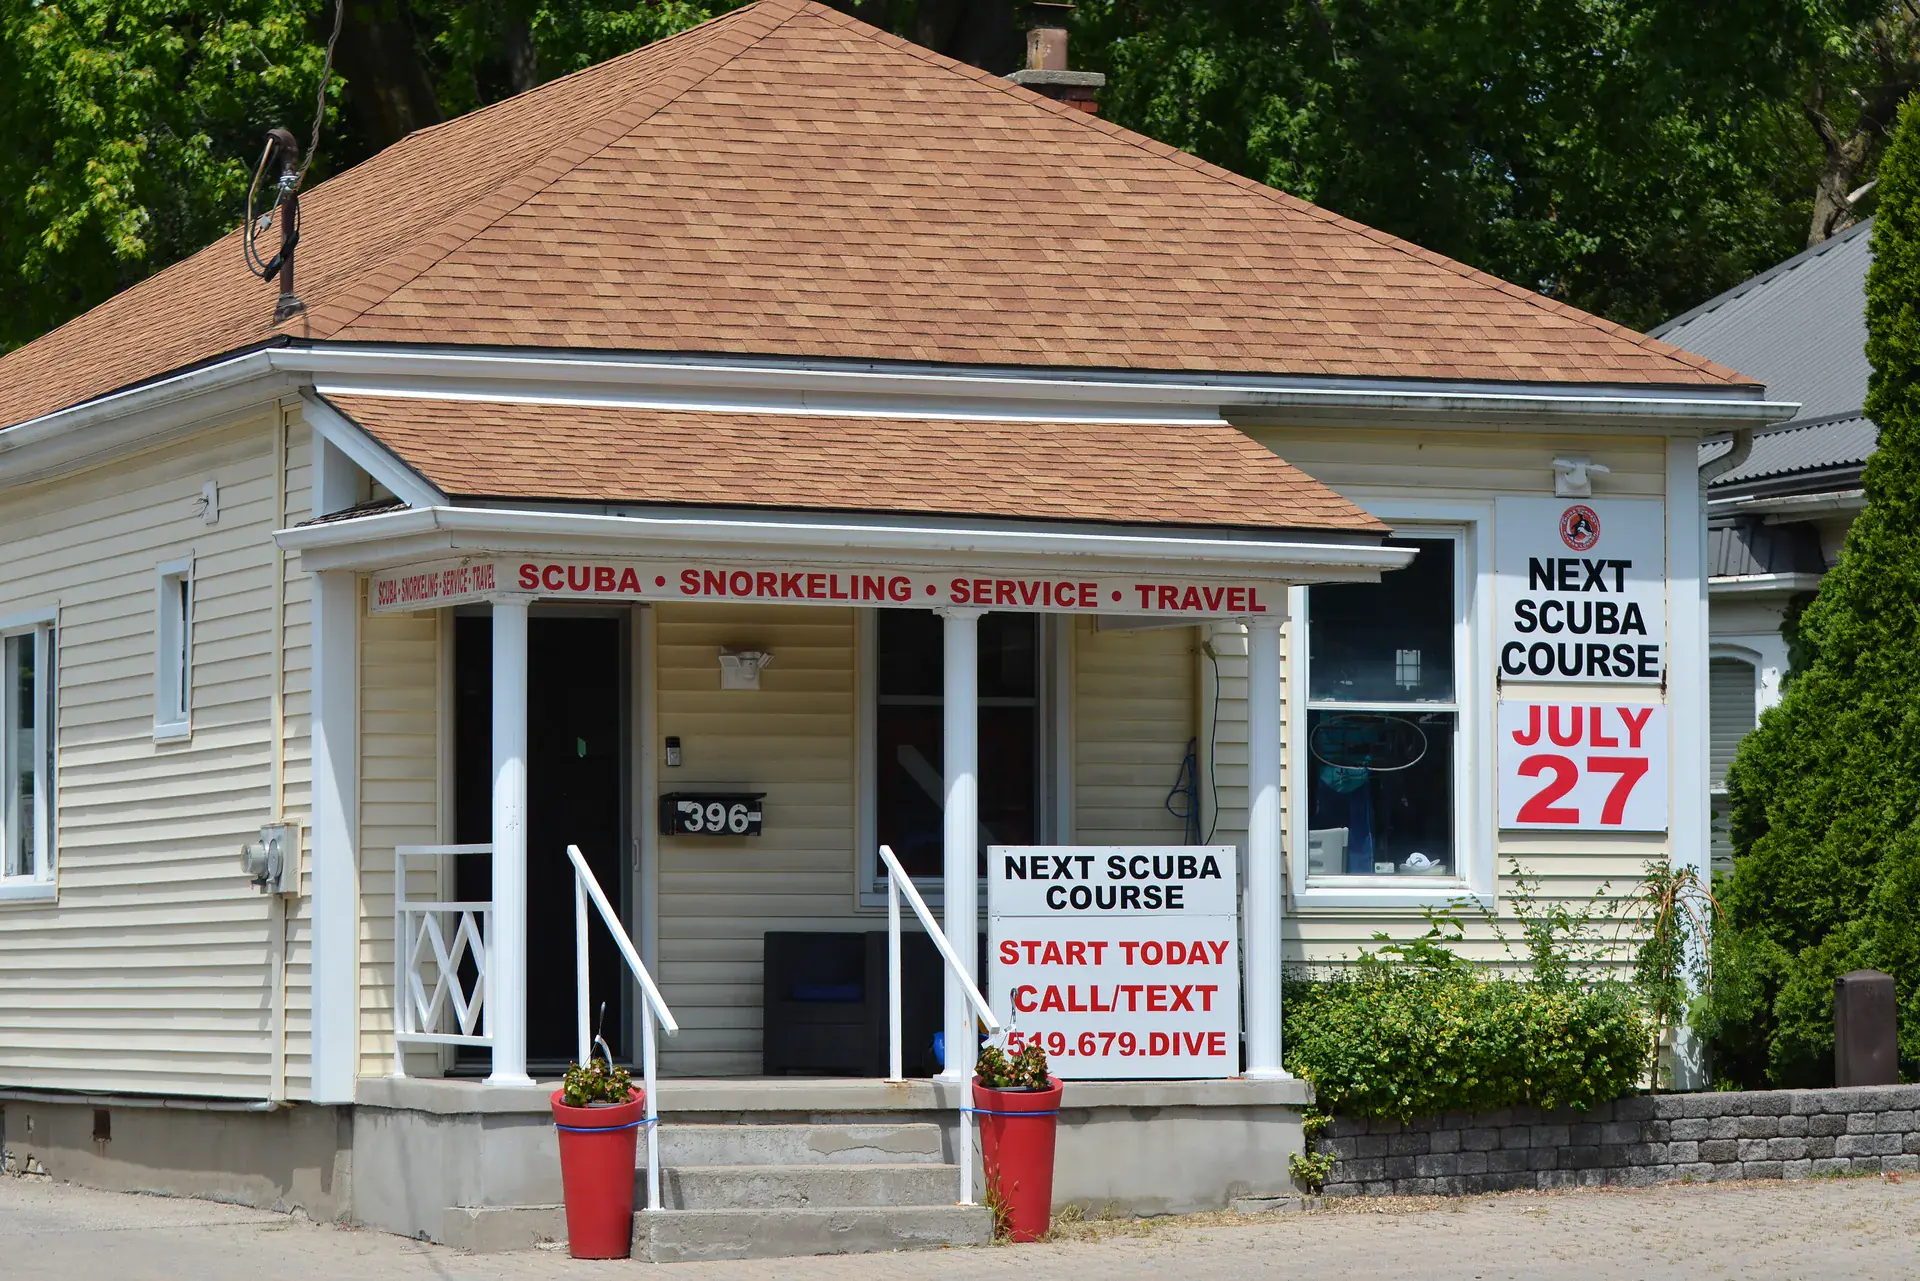 SCUBA • SNORKELING • SERVICE • TRAVEL
SCUBA • SNORKELING • SERVICE • TRAVEL
NEXT
SCUBA
COURSE
JULY
27
396
NEXT SCUBA
COURSE
START TODAY
CALL/TEXT
519.679.DIVE